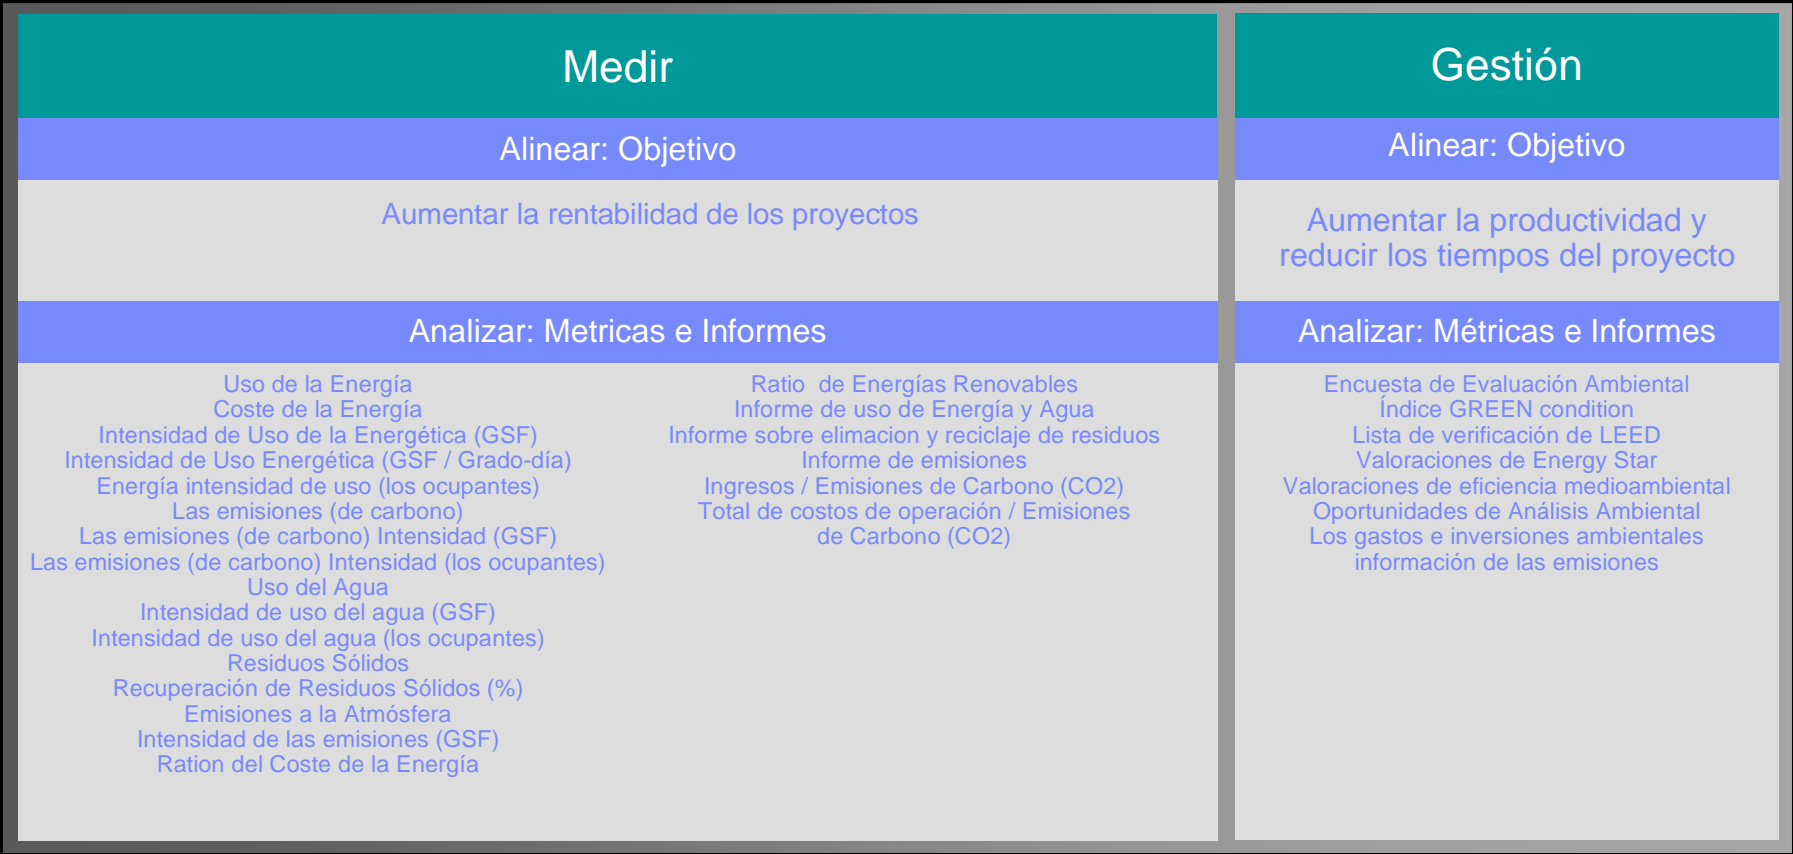 Medir
Alinear: Objetivo
Aumentar la rentabilidad de los proyectos
Analizar: Metricas e Informes
Uso de la Energía
Coste de la Energía
Intensidad de Uso de la Energética (GSF)
Intensidad de Uso Energética (GSF / Grado-día)
Energía intensidad de uso (los ocupantes)
Las emisiones (de carbono)
Las emisiones (de carbono) Intensidad (GSF)
Las emisiones (de carbono) Intensidad (los ocupantes)
Uso del Agua
Intensidad de uso del agua (GSF)
Intensidad de uso del agua (los ocupantes)
Residuos Sólidos
Recuperación de Residuos Sólidos (%)
Emisiones a la Atmósfera
Intensidad de las emisiones (GSF)
Ration del Coste de la Energía
Ratio  de Energías Renovables
Informe de uso de Energía y Agua
Informe sobre elimacion y reciclaje de residuos
Informe de emisiones
Ingresos / Emisiones de Carbono (CO2)
Total de costos de operación / Emisiones
de Carbono (CO2)
Gestión
Alinear: Objetivo
Aumentar la productividad y
reducir los tiempos del proyecto
Analizar: Métricas e Informes
Encuesta de Evaluación Ambiental
Índice GREEN condition
Lista de verificación de LEED
Valoraciones de Energy Star
Valoraciones de eficiencia medioambiental
Oportunidades de Análisis Ambiental
Los gastos e inversiones ambientales
información de las emisiones